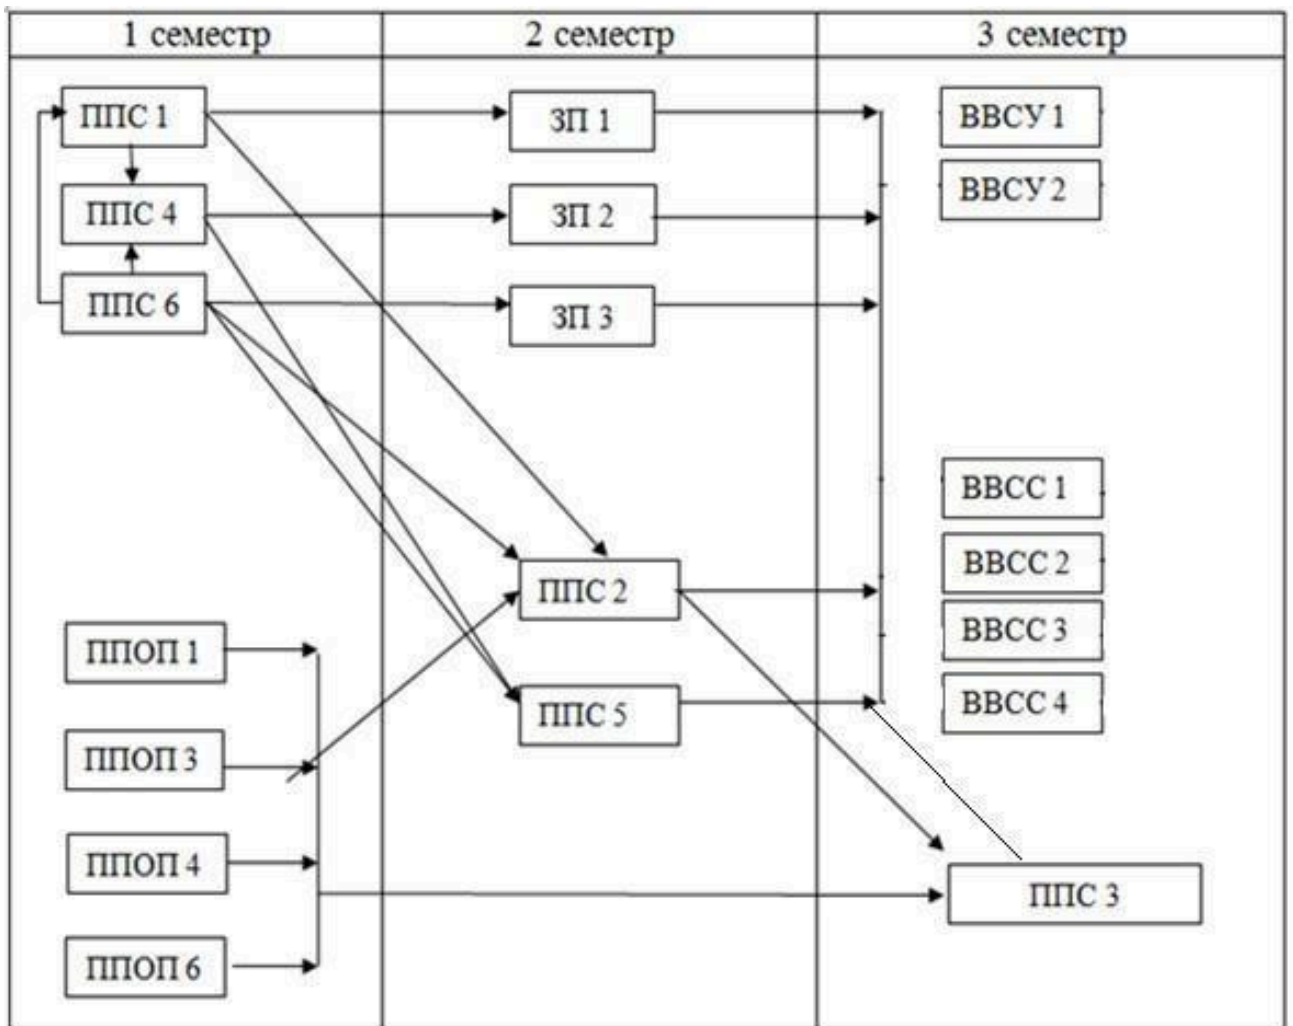 1 семестр
2 семестр
3 семестр
ППС 1
ЗП 1
ВВСУ 1
ППС 4
ЗП 2
ВВСУ 2
ППС 6
ЗП 3
ВВСС 1
ВВСС 2
ППС 2
ВВСС 3
ППОП 1
ВВСС 4
ППС 5
ППОП 3
ППОП 4
ППС 3
ППОП 6